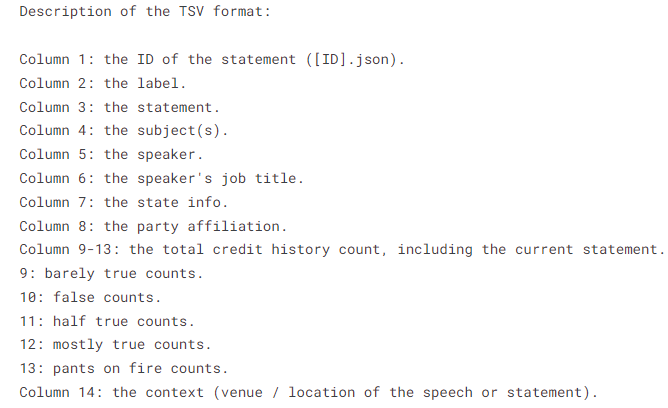 Description of the TSV format:
Column 1: the ID of the statement ([ID].json).
Column 2: the label.
Column 3: the statement.
Column 4: the subject(s).
Column 5: the speaker.
Column 6: the speaker's job title.
Column 7: the state info.
Column 8: the party affiliation.
Column 9-13: the total credit history count, including the current statement.
9: barely true counts.
10: false counts.
11: half true counts.
12: mostly true counts.
13: pants on fire counts.
Column 14: the context (venue / location of the speech or statement).